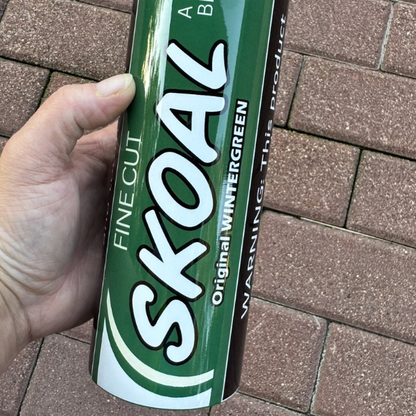 A
FINE CUT
SKOAL
Original WINTERGREEN
WARNING: This product